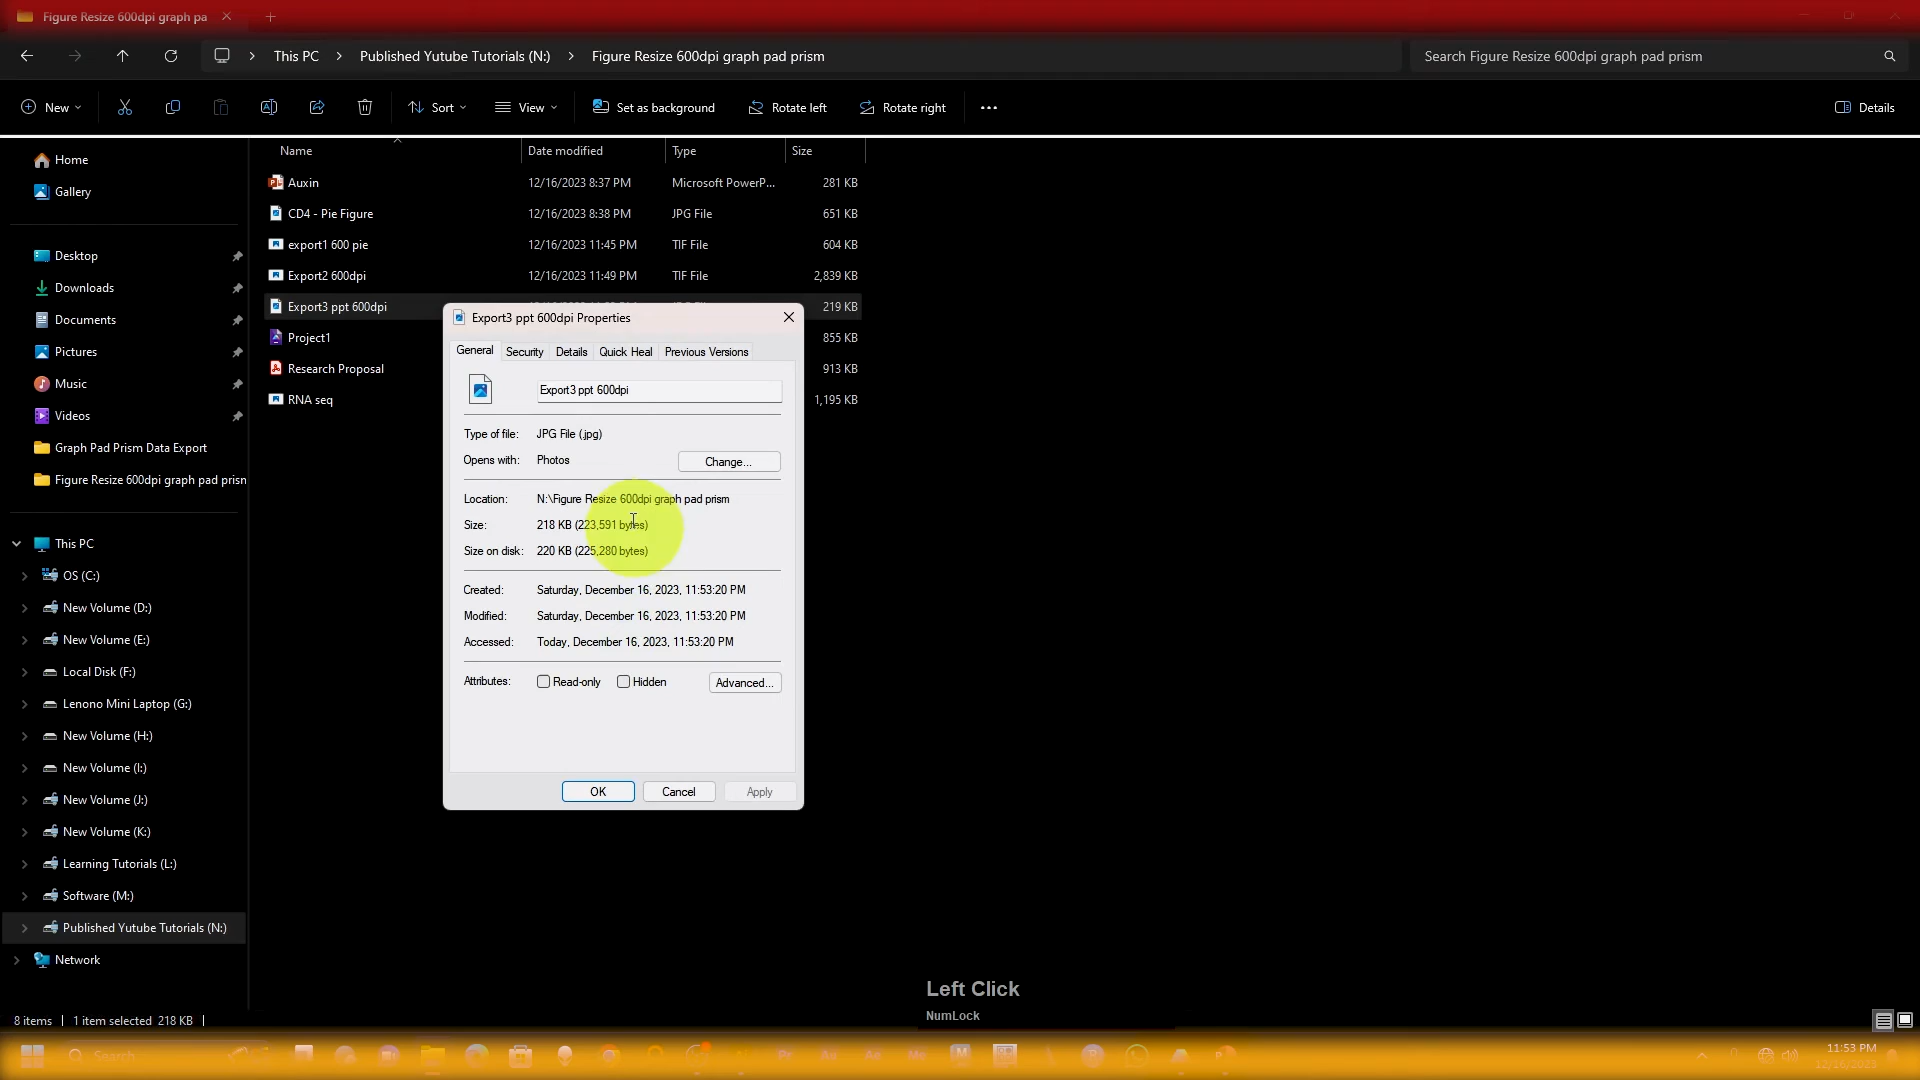 Figure Resize 600dpi graph pa
This PC
Published Yutube Tutorials (N:)
Figure Resize 600dpi graph pad prism
Search Figure Resize 600dpi graph pad prism
New
Sort
View
Set as background
Rotate left
Rotate right
Details
Name
Date modified
Type
Size
Home
Gallery
Desktop
Downloads
Documents
Pictures
Music
Videos
Graph Pad Prism Data Export
Figure Resize 600dpi graph pad prisn
This PC
OS (C:)
New Volume (D:)
New Volume (E:)
Local Disk (F:)
Lenono Mini Laptop (G:)
New Volume (H:)
New Volume (I:)
New Volume (J:)
New Volume (K:)
Learning Tutorials (L:)
Software (M:)
Published Yutube Tutorials (N:)
Network
Auxin 12/16/2023 8:37 PM Microsoft PowerP... 281 KB
CD4 - Pie Figure 12/16/2023 8:38 PM JPG File 651 KB
export1 600 pie 12/16/2023 11:45 PM TIF File 604 KB
Export2 600dpi 12/16/2023 11:49 PM TIF File 2,839 KB
Export3 ppt 600dpi 219 KB
Project1 855 KB
Research Proposal 913 KB
RNA seq 1,195 KB
Export3 ppt 600dpi Properties
General Security Details Quick Heal Previous Versions
Export3 ppt 600dpi
Type of file: JPG File (.jpg)
Opens with: Photos Change...
Location: N:\Figure Resize 600dpi graph pad prism
Size: 218 KB (223,591 bytes)
Size on disk: 220 KB (225,280 bytes)
Created: Saturday, December 16, 2023, 11:53:20 PM
Modified: Saturday, December 16, 2023, 11:53:20 PM
Accessed: Today, December 16, 2023, 11:53:20 PM
Attributes: Read-only Hidden Advanced...
OK Cancel Apply
Left Click
NumLock
8 items 1 item selected 218 KB
Search
11:53 PM
12/16/2023